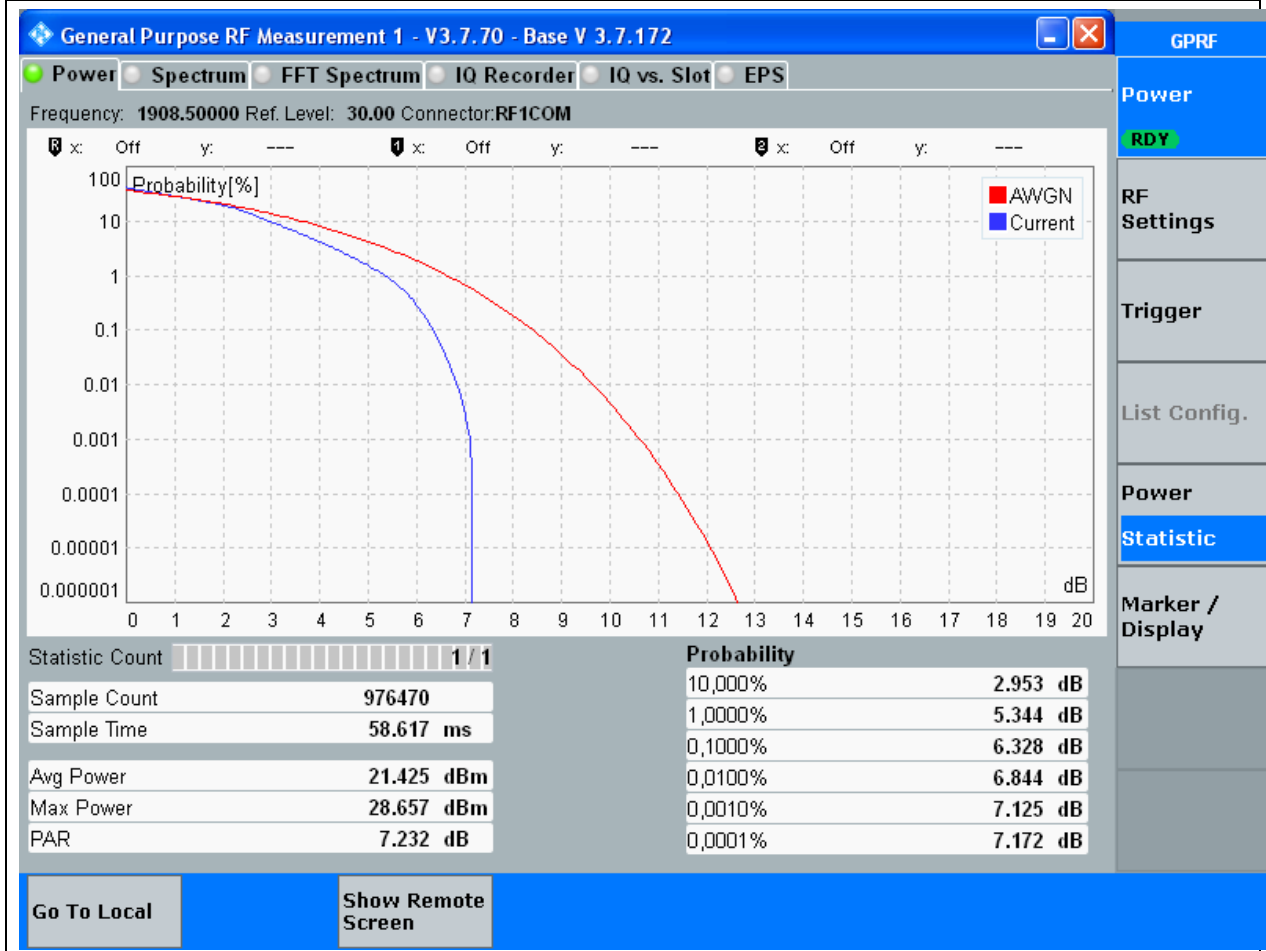 General Purpose RF Measurement 1 - V3.7.70 - Base V 3.7.172
Power Spectrum FFT Spectrum IQ Recorder IQ vs. Slot EPS
Frequency: 1908.50000 Ref. Level: 30.00 Connector:RF1COM
R x: Off y: --- 1 x: Off y: --- 2 x: Off y: ---
Probability[%]
100
10
1
0.1
0.01
0.001
0.0001
0.00001
0.000001
AWGN
Current
dB
0 1 2 3 4 5 6 7 8 9 10 11 12 13 14 15 16 17 18 19 20
Statistic Count 1 / 1
Sample Count 976470
Sample Time 58.617 ms
Avg Power 21.425 dBm
Max Power 28.657 dBm
PAR 7.232 dB
Probability
10,000% 2.953 dB
1,0000% 5.344 dB
0,1000% 6.328 dB
0,0100% 6.844 dB
0,0010% 7.125 dB
0,0001% 7.172 dB
GPRF
Power
RDY
RF
Settings
Trigger
List Config.
Power
Statistic
Marker /
Display
Go To Local
Show Remote
Screen